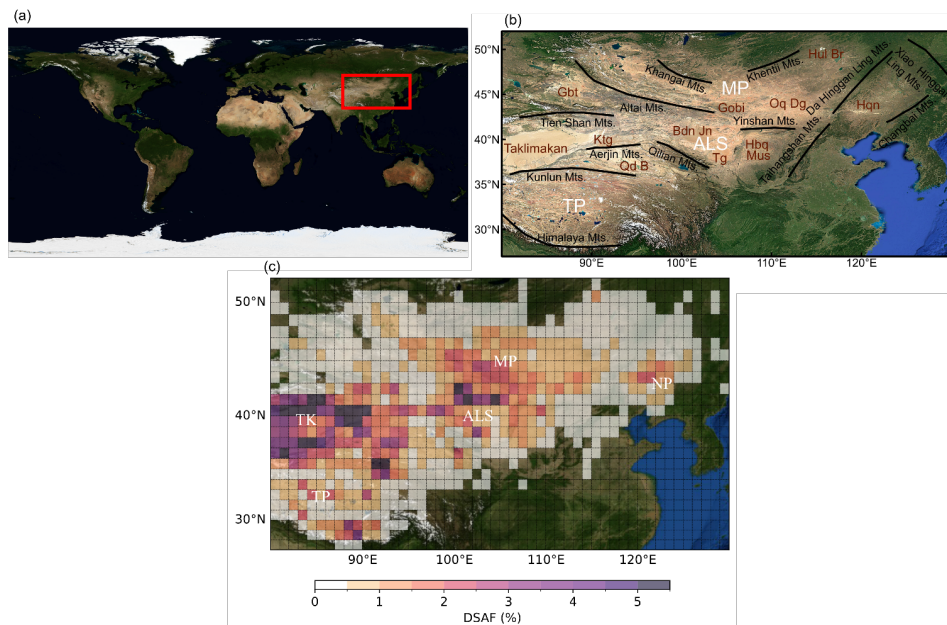 (a)
(b)
50°N
45°N
40°N
35°N
30°N
90°E
100°E
110°E
120°E
Hul Br
Khangai Mts.
Khentii Mts.
MP
Gbt
Altai Mts.
Gobi
Oq Dg
Da Hinggan Ling Mts.
Xiao Hinggan Ling Mts.
Hqn
Tien Shan Mts.
Yinshan Mts.
Changbai Mts.
Bdn Jn
ALS
Ktg
Taklimakan
Aerjin Mts.
Qilian Mts.
Tg
Hbq
Mus
Taihangshan Mts.
Qd B
Kunlun Mts.
TP
Himalaya Mts.
(c)
50°N
40°N
30°N
MP
NP
TK
ALS
TP
90°E
100°E
110°E
120°E
0
1
2
3
4
5
DSAF (%)